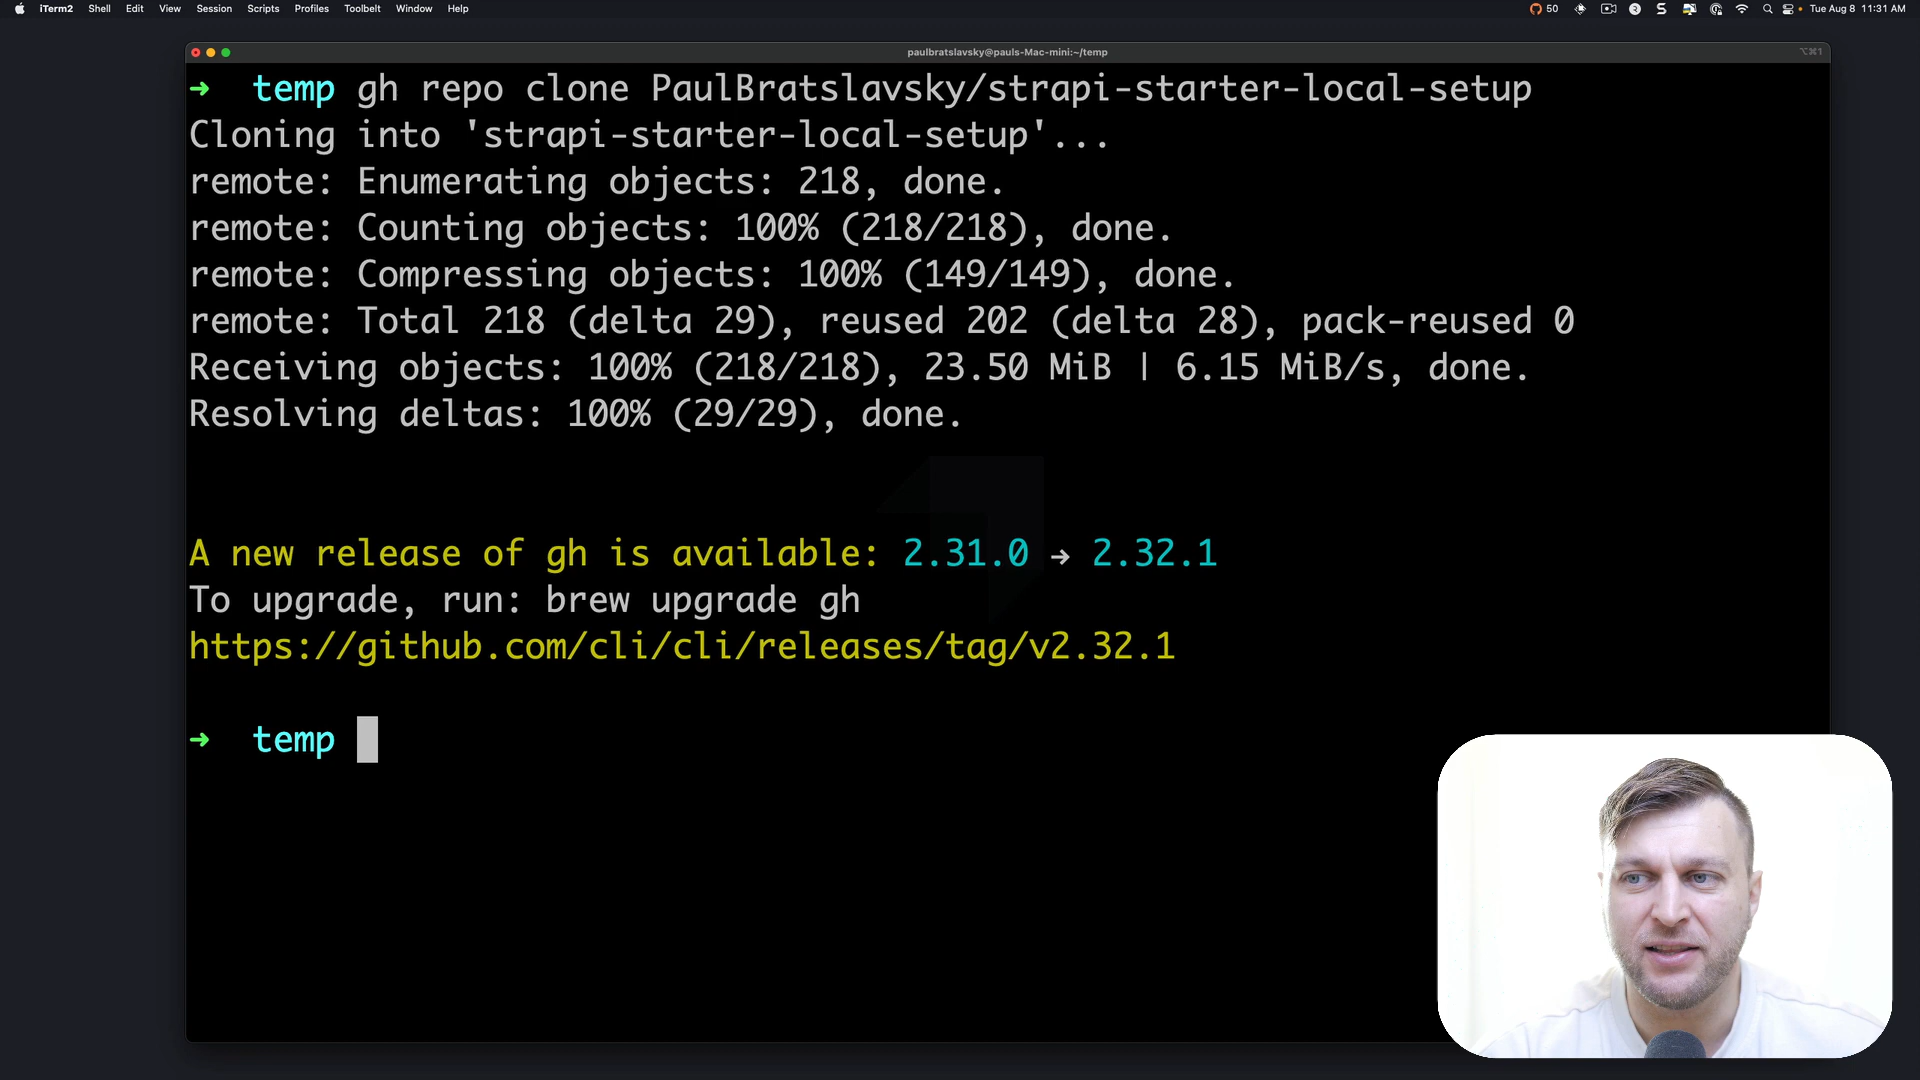 iTerm2 Shell Edit View Session Scripts Profiles Toolbelt Window Help 50 Tue Aug 8 11:31 AM
paulbratslavsky@pauls-Mac-mini:~/temp ⌥⌘1
➜ temp gh repo clone PaulBratslavsky/strapi-starter-local-setup
Cloning into 'strapi-starter-local-setup'...
remote: Enumerating objects: 218, done.
remote: Counting objects: 100% (218/218), done.
remote: Compressing objects: 100% (149/149), done.
remote: Total 218 (delta 29), reused 202 (delta 28), pack-reused 0
Receiving objects: 100% (218/218), 23.50 MiB | 6.15 MiB/s, done.
Resolving deltas: 100% (29/29), done.
A new release of gh is available: 2.31.0 → 2.32.1
To upgrade, run: brew upgrade gh
https://github.com/cli/cli/releases/tag/v2.32.1
➜ temp